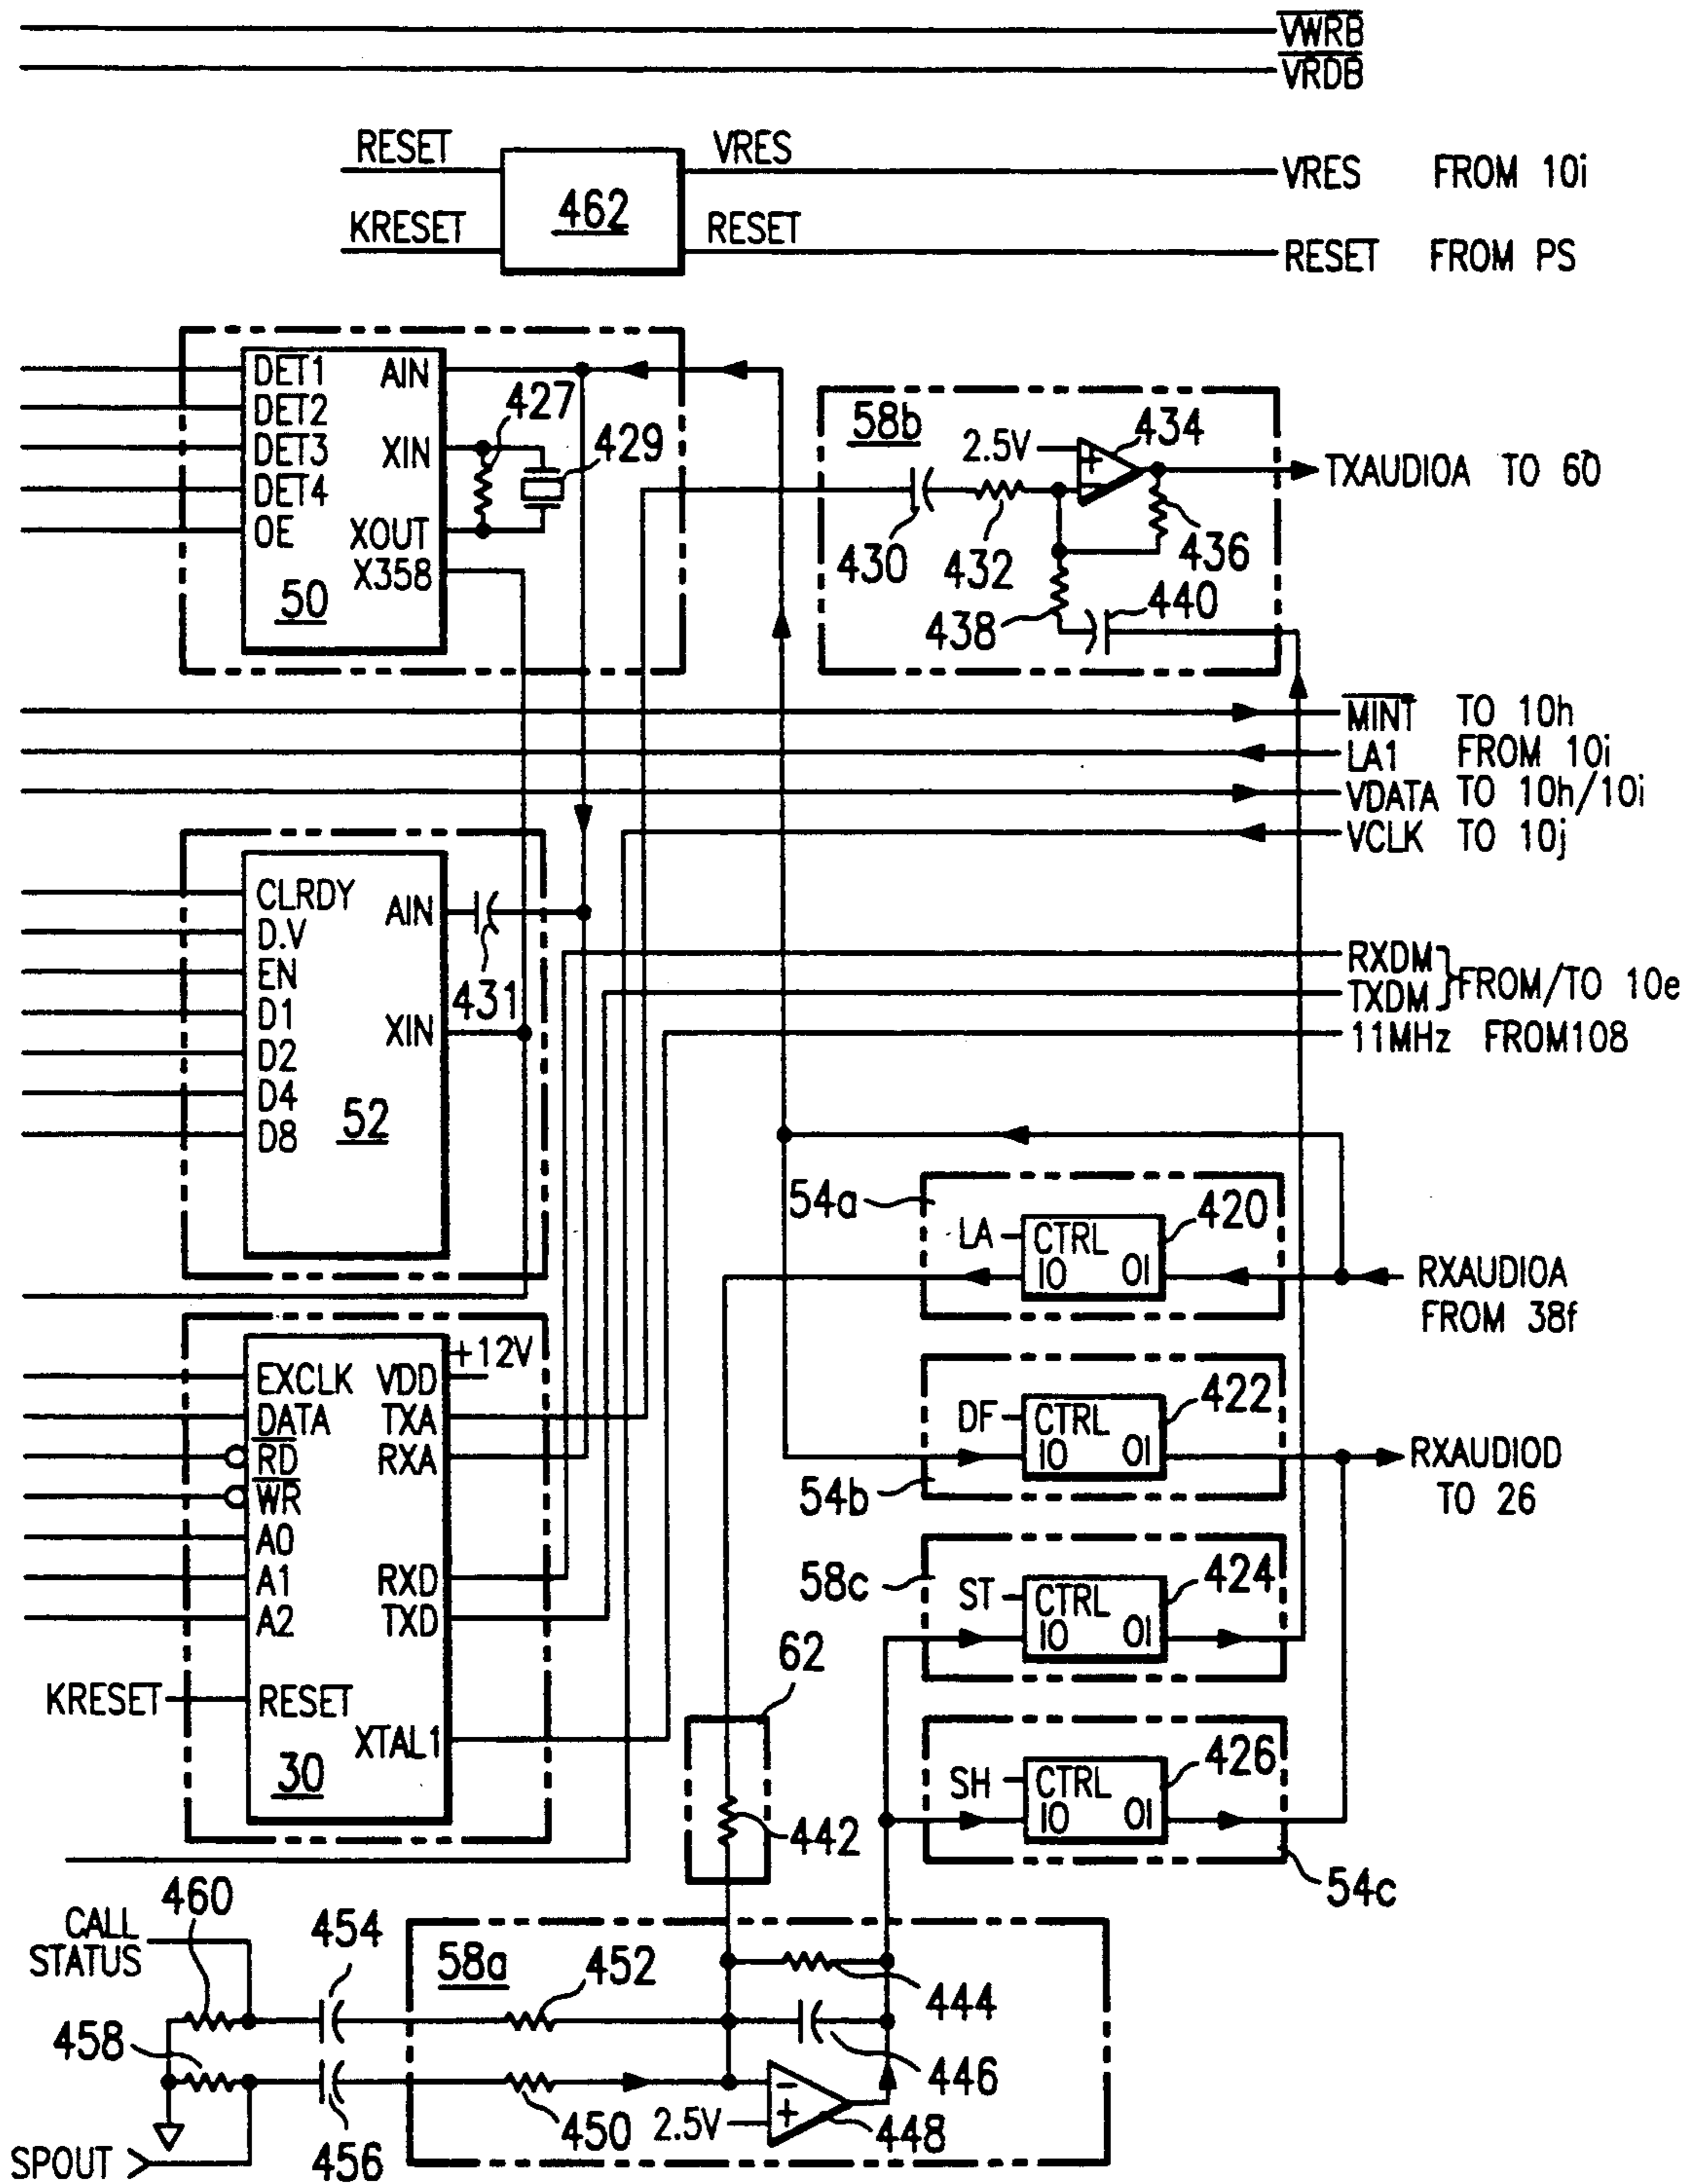 VWRB
VRDB
RESET VRES VRES FROM 10i
462
KRESET RESET RESET FROM PS
DET1 AIN
DET2 427
DET3 XIN 429
DET4
OE XOUT
X358
50
58b 2.5V 434
+
−
TXAUDIOA TO 60
430 432 436
438 440
MINT TO 10h
LA1 FROM 10i
VDATA TO 10h/10i
VCLK TO 10j
CLRDY AIN
D.V
EN 431
D1 XIN
D2
D4
D8
52
RXDM
TXDM } FROM/TO 10e
11MHz FROM108
54a LA CTRL 420
IO OI
RXAUDIOA
FROM 38f
DF CTRL 422
IO OI
54b
RXAUDIOD
TO 26
58c ST CTRL 424
IO OI
SH CTRL 426
IO OI
54c
+12V
EXCLK VDD
DATA TXA
RD RXA
WR
A0
A1 RXD
A2 TXD
KRESET RESET
XTAL1
30
62
442
460 454
CALL
STATUS
58a 452 444
458 446
−
+
2.5V 448
450
456
SPOUT